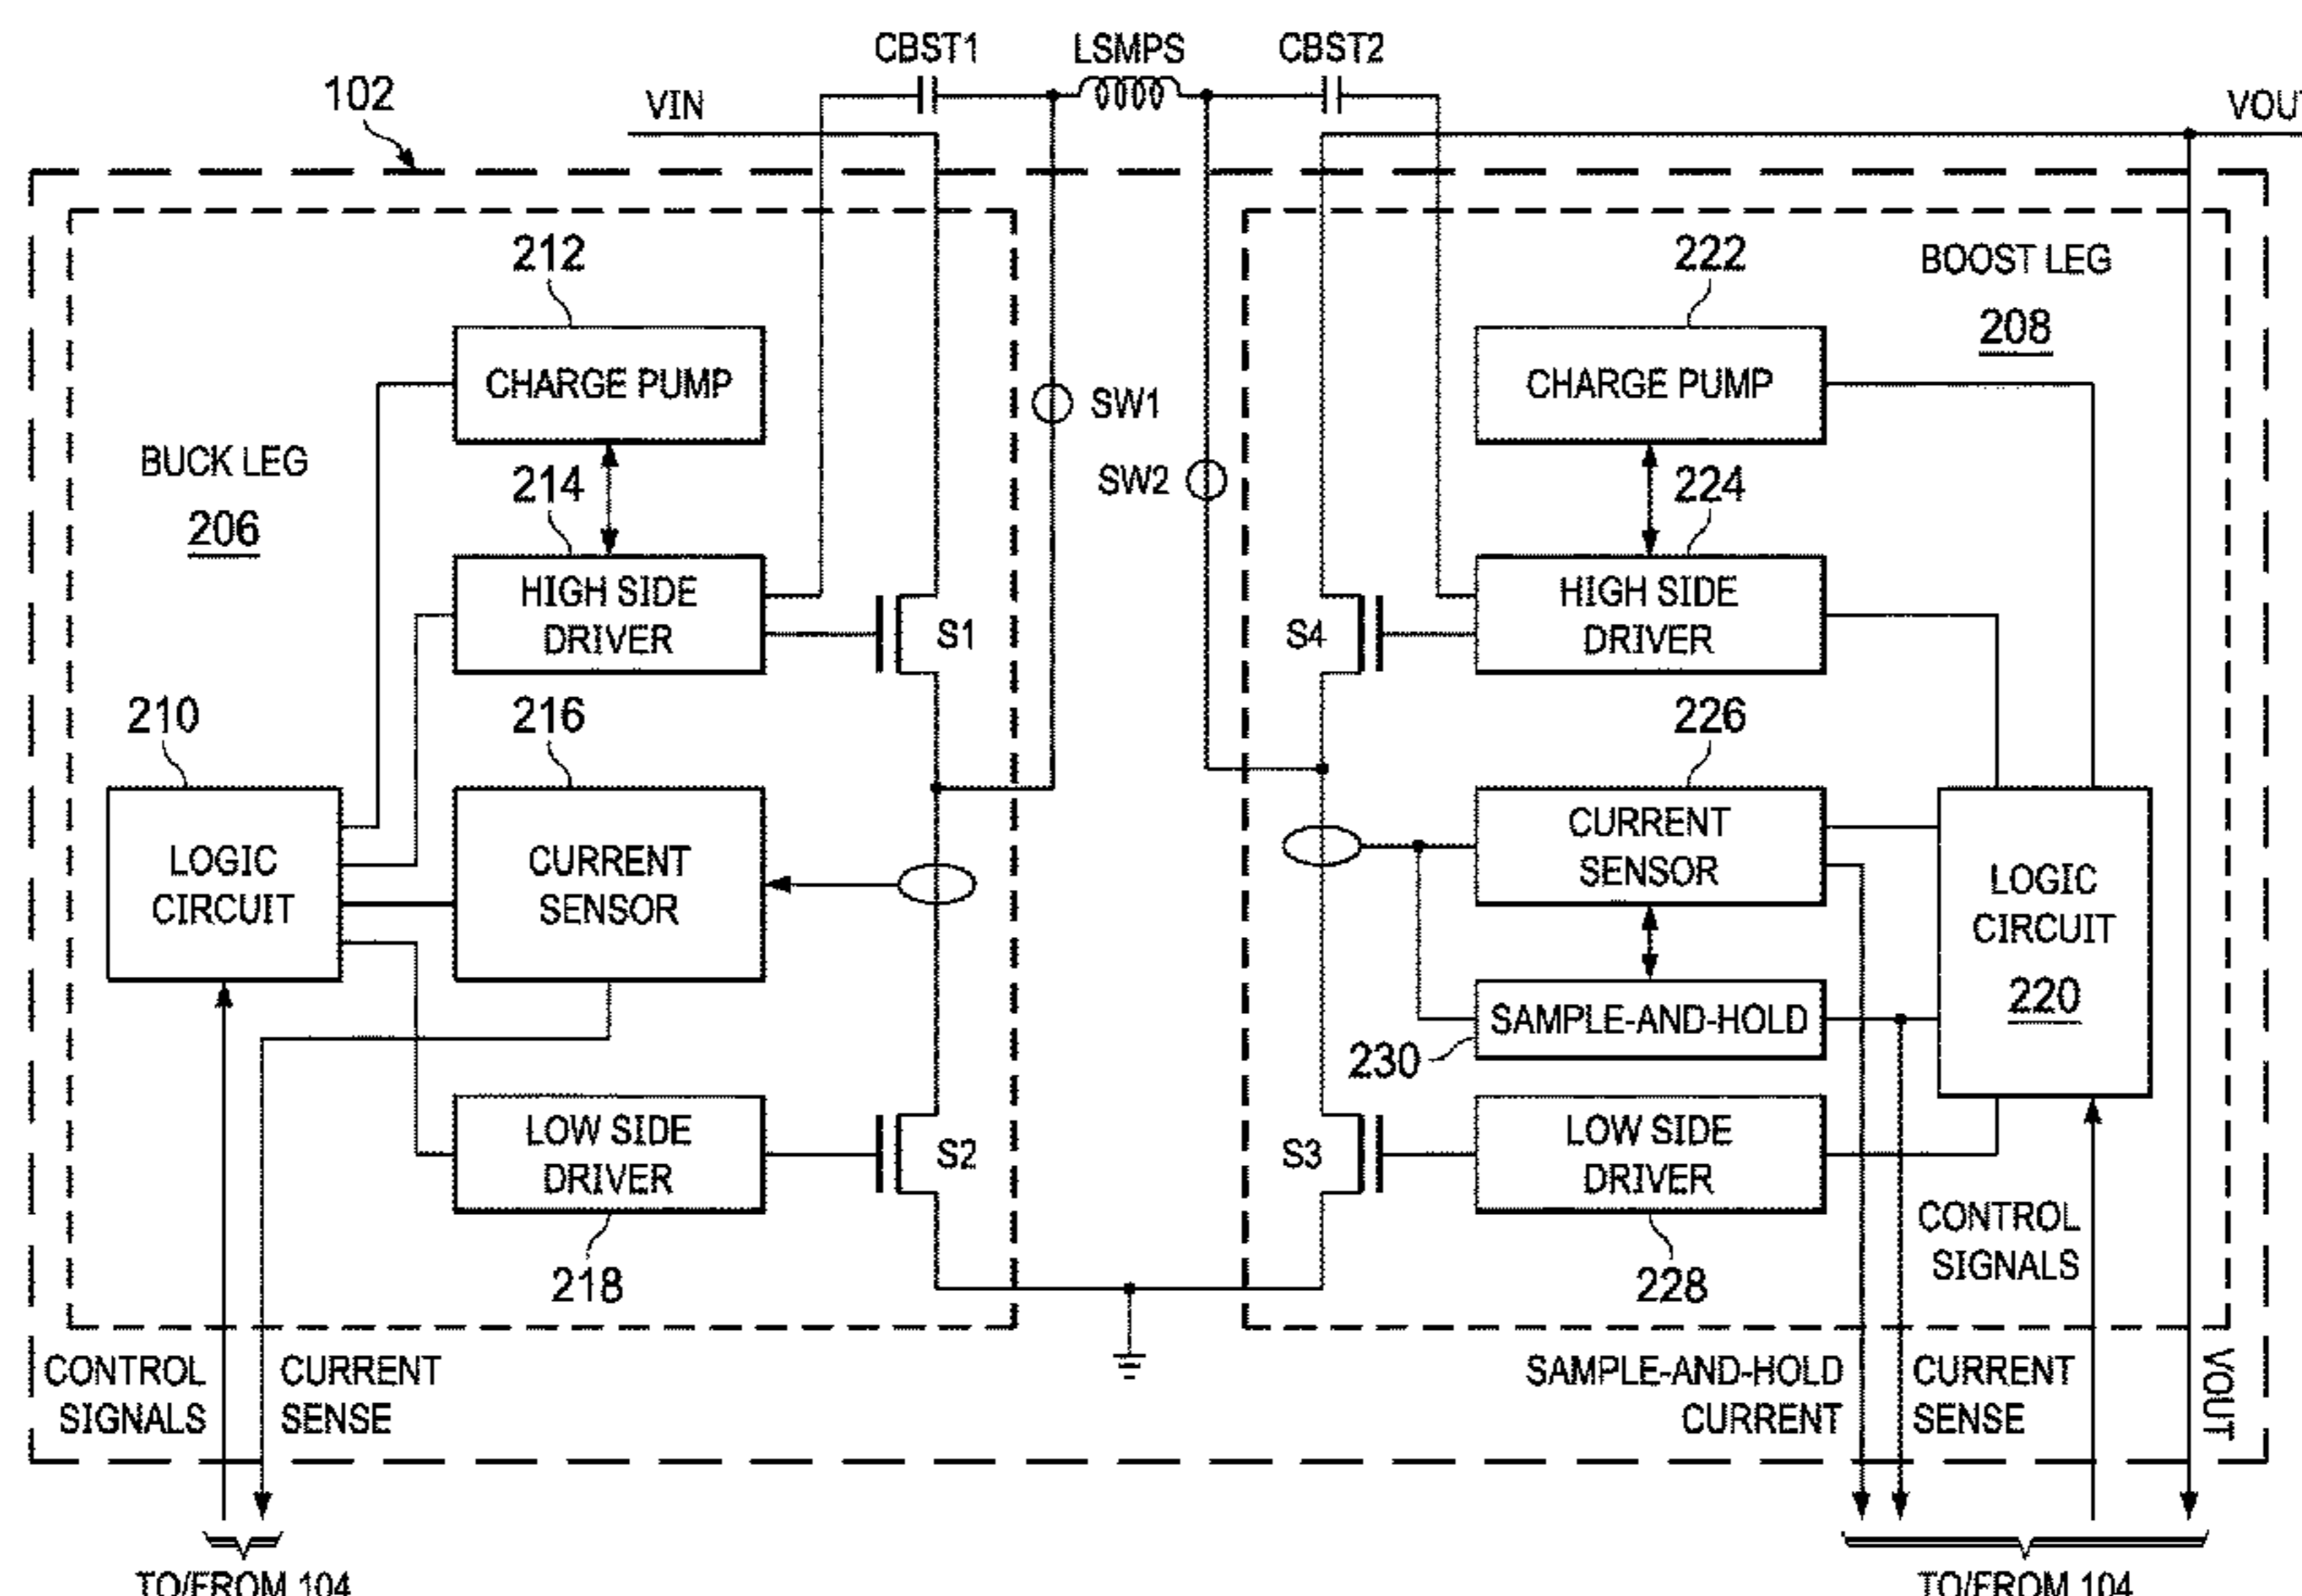 CBST1
LSMPS
CBST2
102
VIN
VOUT
212
222
BOOST LEG
208
CHARGE PUMP
CHARGE PUMP
SW1
BUCK LEG
206
214
SW2
224
HIGH SIDE
DRIVER
S1
S4
HIGH SIDE
DRIVER
210
216
226
LOGIC
CIRCUIT
CURRENT
SENSOR
CURRENT
SENSOR
LOGIC
CIRCUIT
220
SAMPLE-AND-HOLD
230
LOW SIDE
DRIVER
S2
S3
LOW SIDE
DRIVER
218
228
CONTROL
SIGNALS
CONTROL
SIGNALS
CURRENT
SENSE
SAMPLE-AND-HOLD
CURRENT
CURRENT
SENSE
VOUT
TO/FROM 104
TO/FROM 104